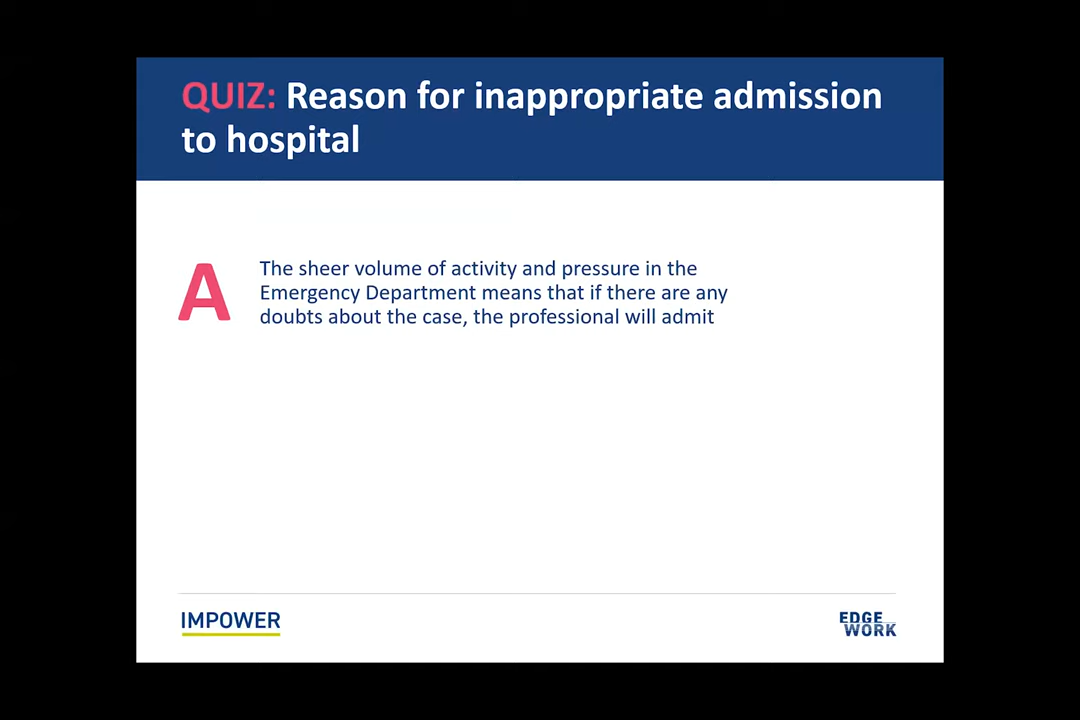 QUIZ: Reason for inappropriate admission
to hospital
A
The sheer volume of activity and pressure in the
Emergency Department means that if there are any
doubts about the case, the professional will admit
IMPOWER
EDGE
WORK